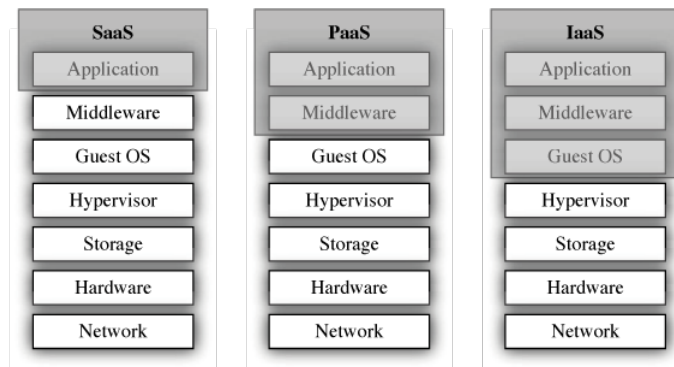 SaaS
Application
Middleware
Guest OS
Hypervisor
Storage
Hardware
Network
PaaS
Application
Middleware
Guest OS
Hypervisor
Storage
Hardware
Network
IaaS
Application
Middleware
Guest OS
Hypervisor
Storage
Hardware
Network